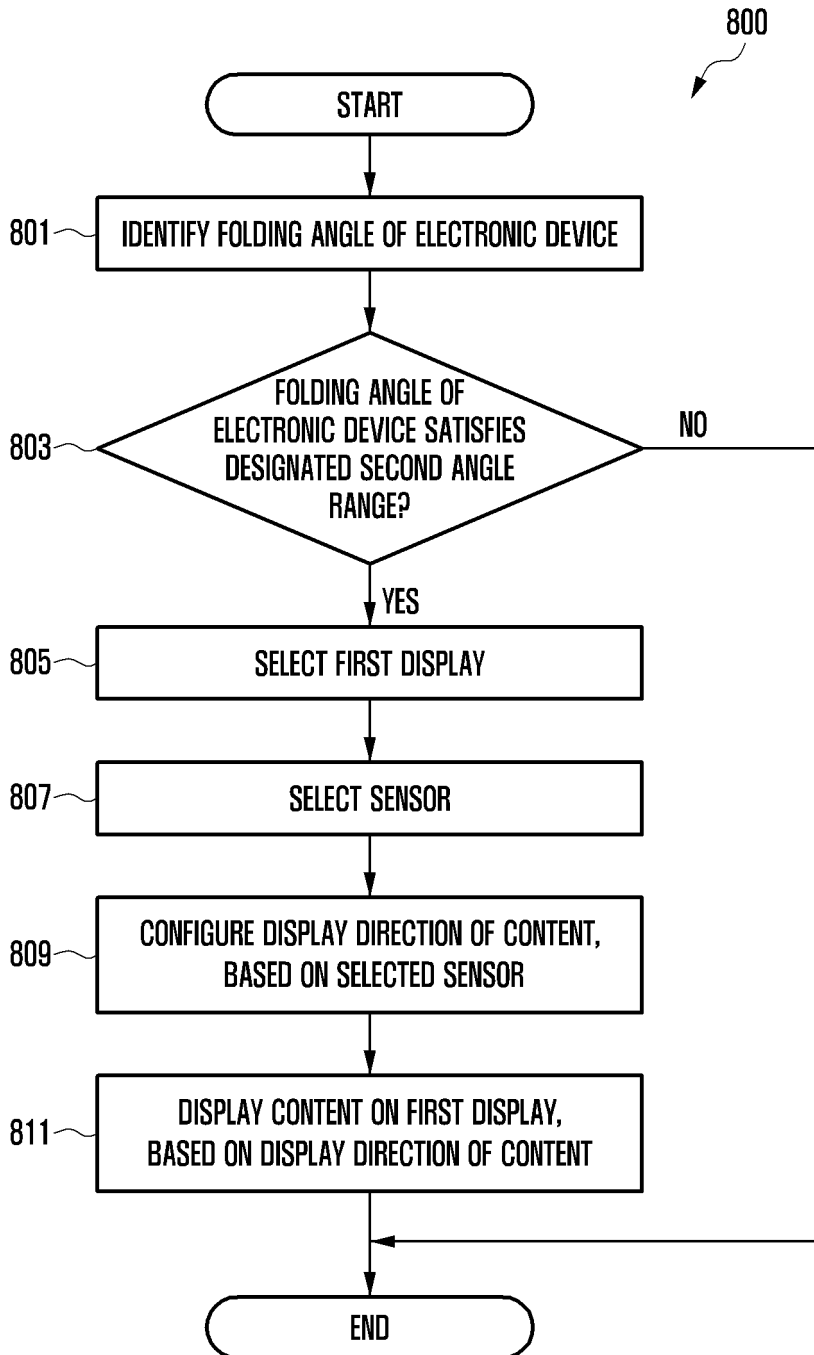 800
START
801
IDENTIFY FOLDING ANGLE OF ELECTRONIC DEVICE
803
FOLDING ANGLE OF
ELECTRONIC DEVICE SATISFIES
DESIGNATED SECOND ANGLE
RANGE?
NO
YES
805
SELECT FIRST DISPLAY
807
SELECT SENSOR
809
CONFIGURE DISPLAY DIRECTION OF CONTENT,
BASED ON SELECTED SENSOR
811
DISPLAY CONTENT ON FIRST DISPLAY,
BASED ON DISPLAY DIRECTION OF CONTENT
END